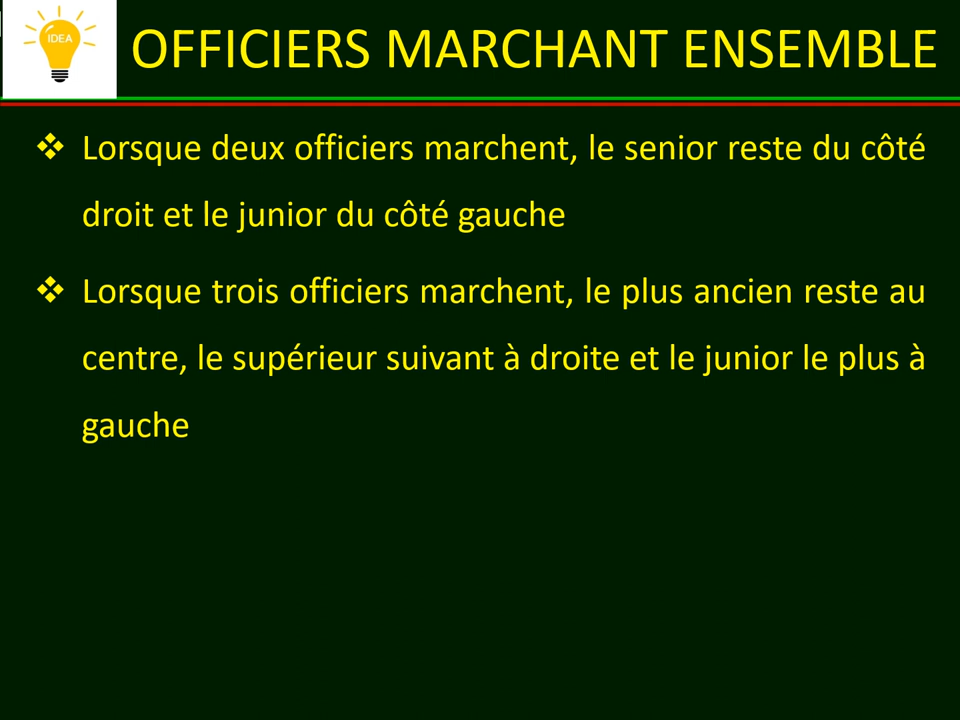 IDEA
OFFICIERS MARCHANT ENSEMBLE
❖ Lorsque deux officiers marchent, le senior reste du côté
droit et le junior du côté gauche
❖ Lorsque trois officiers marchent, le plus ancien reste au
centre, le supérieur suivant à droite et le junior le plus à
gauche